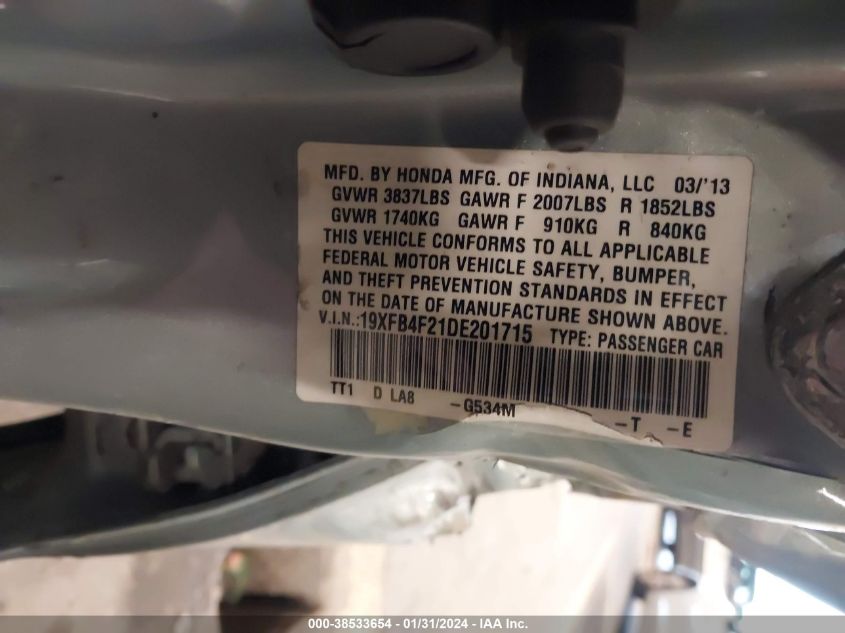 MFD. BY HONDA MFG. OF INDIANA, LLC 03/'13
GVWR 3837LBS GAWR F 2007LBS R 1852LBS
GVWR 1740KG GAWR F 910KG R 840KG
THIS VEHICLE CONFORMS TO ALL APPLICABLE
FEDERAL MOTOR VEHICLE SAFETY, BUMPER,
AND THEFT PREVENTION STANDARDS IN EFFECT
ON THE DATE OF MANUFACTURE SHOWN ABOVE.
V.I.N.:19XFB4F21DE201715 TYPE: PASSENGER CAR
TT1 D LA8 -G534M -T -E
000-38533654 - 01/31/2024 - IAA Inc.